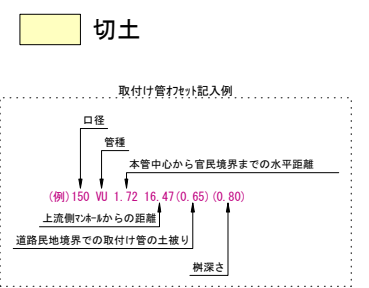 切土
取付け管ｵﾌｾｯﾄ記入例
口径
管種
本管中心から官民境界までの水平距離
(例)150 VU 1.72 16.47(0.65)(0.80)
上流側ﾏﾝﾎｰﾙからの距離
道路民地境界での取付け管の土被り
桝深さ